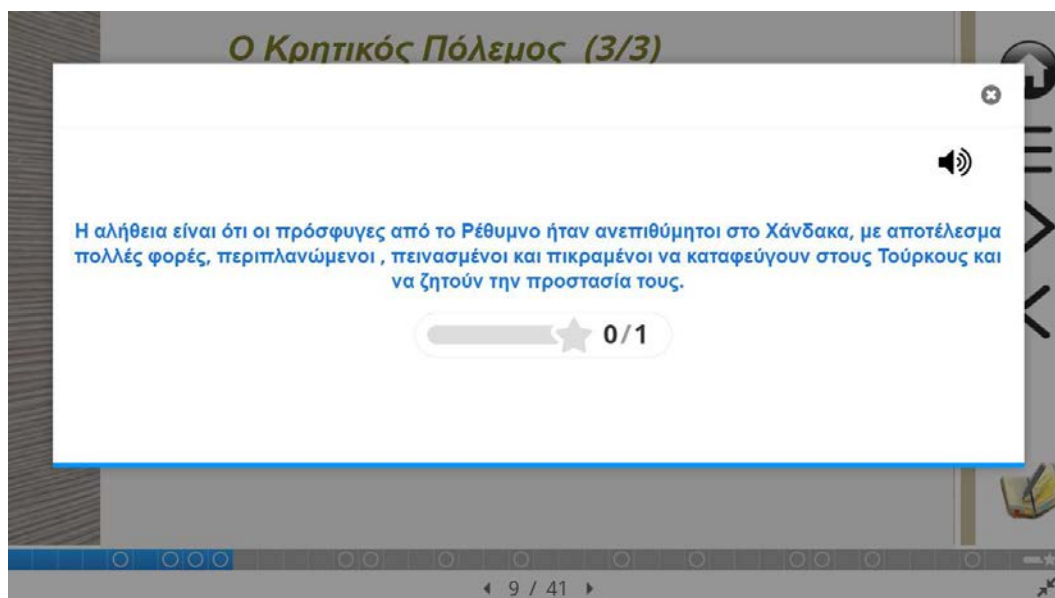 Ο Κρητικός Πόλεμος (3/3)
Η αλήθεια είναι ότι οι πρόσφυγες από το Ρέθυμνο ήταν ανεπιθύμητοι στο Χάνδακα, με αποτέλεσμα
πολλές φορές, περιπλανώμενοι , πεινασμένοι και πικραμένοι να καταφεύγουν στους Τούρκους και
να ζητούν την προστασία τους.
0/1
9 / 41